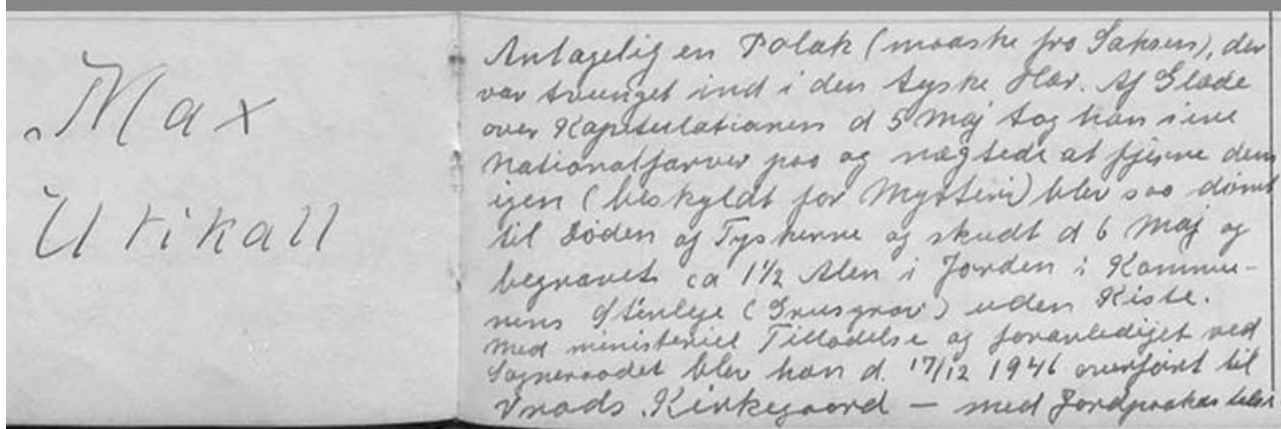 Max
Utikall
Antagelig en Polak (maaske fra Saksen), der
var tvunget ind i den tyske Hær. Af Glæde
over Kapitulationen d 5 Maj tog han sine
Nationalfarver paa og nægtede at fjerne dem
igen (beskyldt for Mytteri) blev saa dømt
til Døden af Tyskerne og skudt d 6 Maj og
begravet ca 1½ Alen i Jorden i Kommu-
nens Stenleje (Grusgrav) uden Kiste.
Med ministeriel Tilladelse og foranlediget ved
Sogneraadet blev han d. 17/12 1946 overført til
Vrads Kirkegaard — med Jordpaakastelse